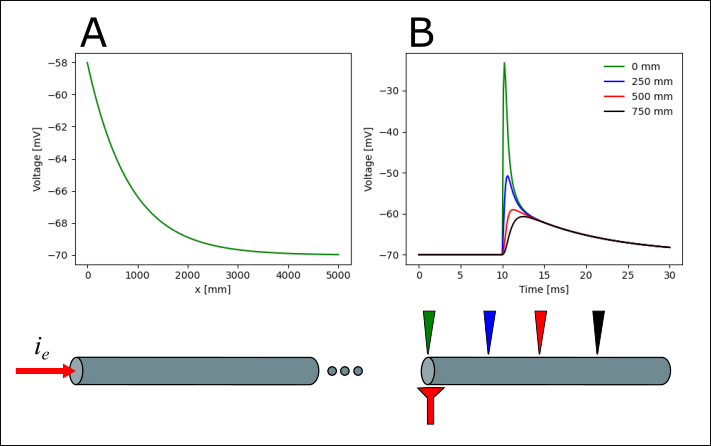 A
B
−58
−60
−62
−64
−66
−68
−70
Voltage [mV]
0
1000
2000
3000
4000
5000
x [mm]
−30
−40
−50
−60
−70
Voltage [mV]
0 mm
250 mm
500 mm
750 mm
0
5
10
15
20
25
30
Time [ms]
ie